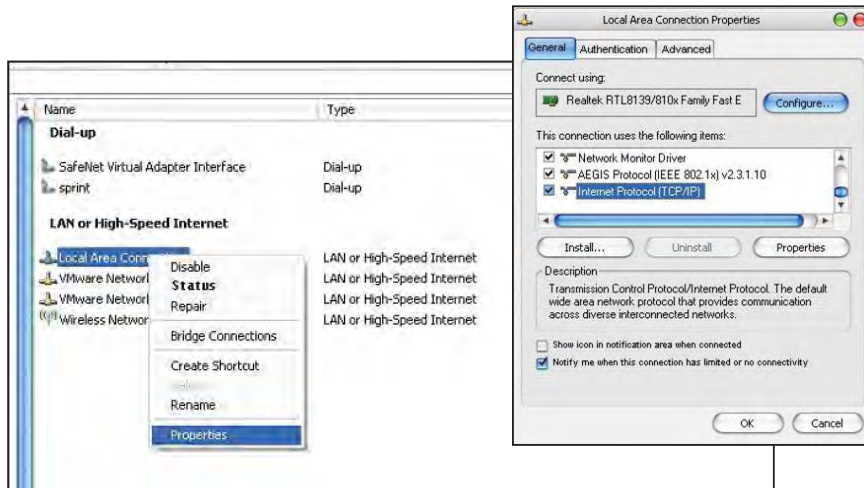 Name Type
Dial-up
SafeNet Virtual Adapter Interface Dial-up
sprint Dial-up
LAN or High-Speed Internet
Local Area Conn LAN or High-Speed Internet
VMware Network LAN or High-Speed Internet
VMware Network LAN or High-Speed Internet
Wireless Networ LAN or High-Speed Internet
Disable
Status
Repair
Bridge Connections
Create Shortcut
Rename
Properties
Local Area Connection Properties
General Authentication Advanced
Connect using:
Realtek RTL8139/810x Family Fast E Configure...
This connection uses the following items:
Network Monitor Driver
AEGIS Protocol (IEEE 802.1x) v2.3.1.10
Internet Protocol (TCP/IP)
Install... Uninstall Properties
Description
Transmission Control Protocol/Internet Protocol. The default
wide area network protocol that provides communication
across diverse interconnected networks.
Show icon in notification area when connected
Notify me when this connection has limited or no connectivity
OK Cancel